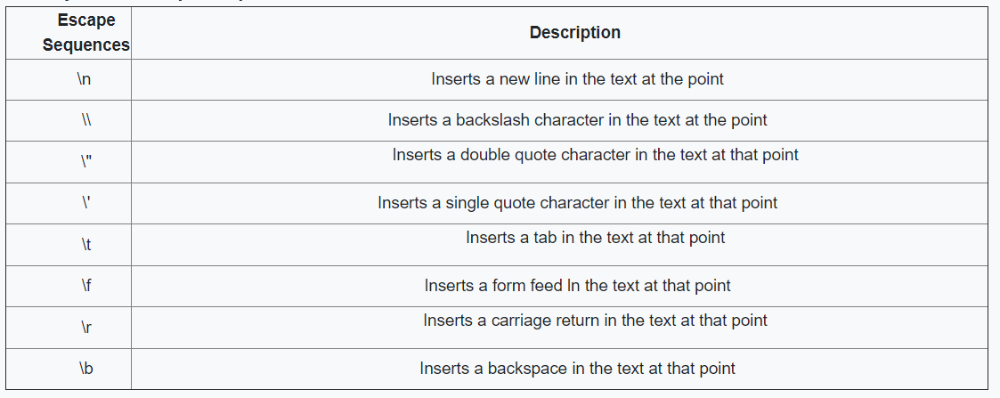 Escape
Sequences
Description
\n
Inserts a new line in the text at the point
\\
Inserts a backslash character in the text at the point
\"
Inserts a double quote character in the text at that point
\'
Inserts a single quote character in the text at that point
\t
Inserts a tab in the text at that point
\f
Inserts a form feed In the text at that point
\r
Inserts a carriage return in the text at that point
\b
Inserts a backspace in the text at that point